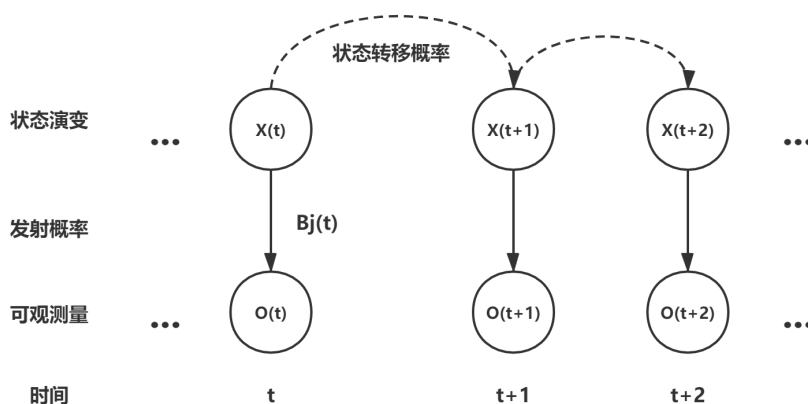 状态转移概率
状态演变 ... X(t) X(t+1) X(t+2) ...
发射概率 Bj(t)
可观测量 ... O(t) O(t+1) O(t+2) ...
时间 t t+1 t+2